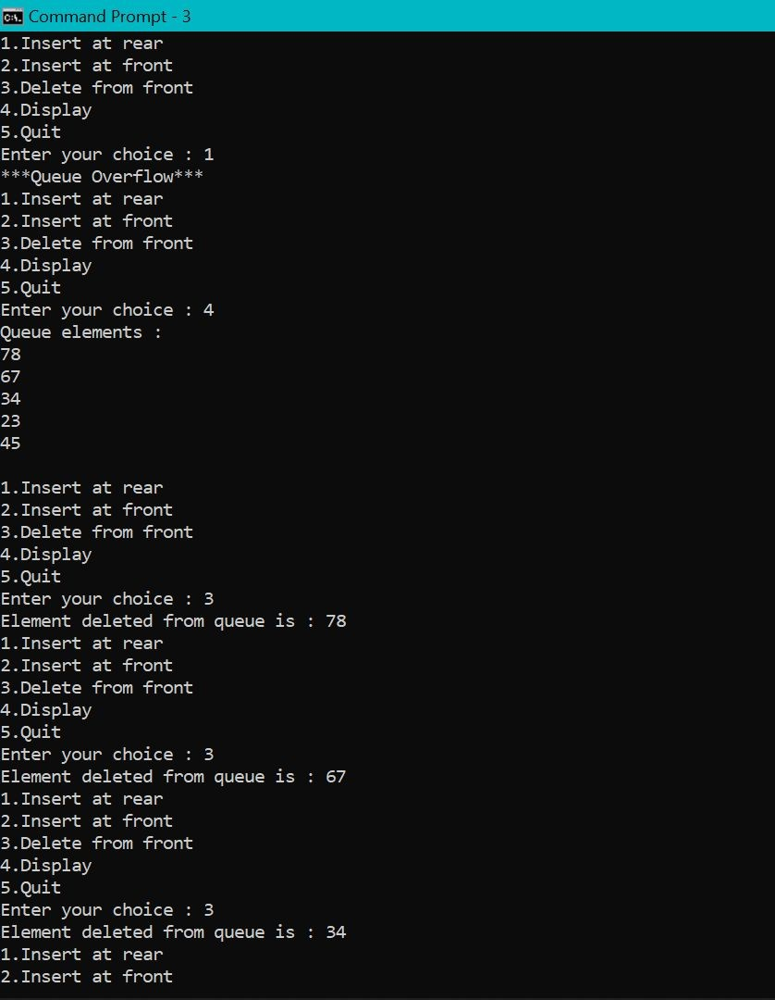 Command Prompt - 3
1.Insert at rear
2.Insert at front
3.Delete from front
4.Display
5.Quit
Enter your choice : 1
***Queue Overflow***
1.Insert at rear
2.Insert at front
3.Delete from front
4.Display
5.Quit
Enter your choice : 4
Queue elements :
78
67
34
23
45

1.Insert at rear
2.Insert at front
3.Delete from front
4.Display
5.Quit
Enter your choice : 3
Element deleted from queue is : 78
1.Insert at rear
2.Insert at front
3.Delete from front
4.Display
5.Quit
Enter your choice : 3
Element deleted from queue is : 67
1.Insert at rear
2.Insert at front
3.Delete from front
4.Display
5.Quit
Enter your choice : 3
Element deleted from queue is : 34
1.Insert at rear
2.Insert at front